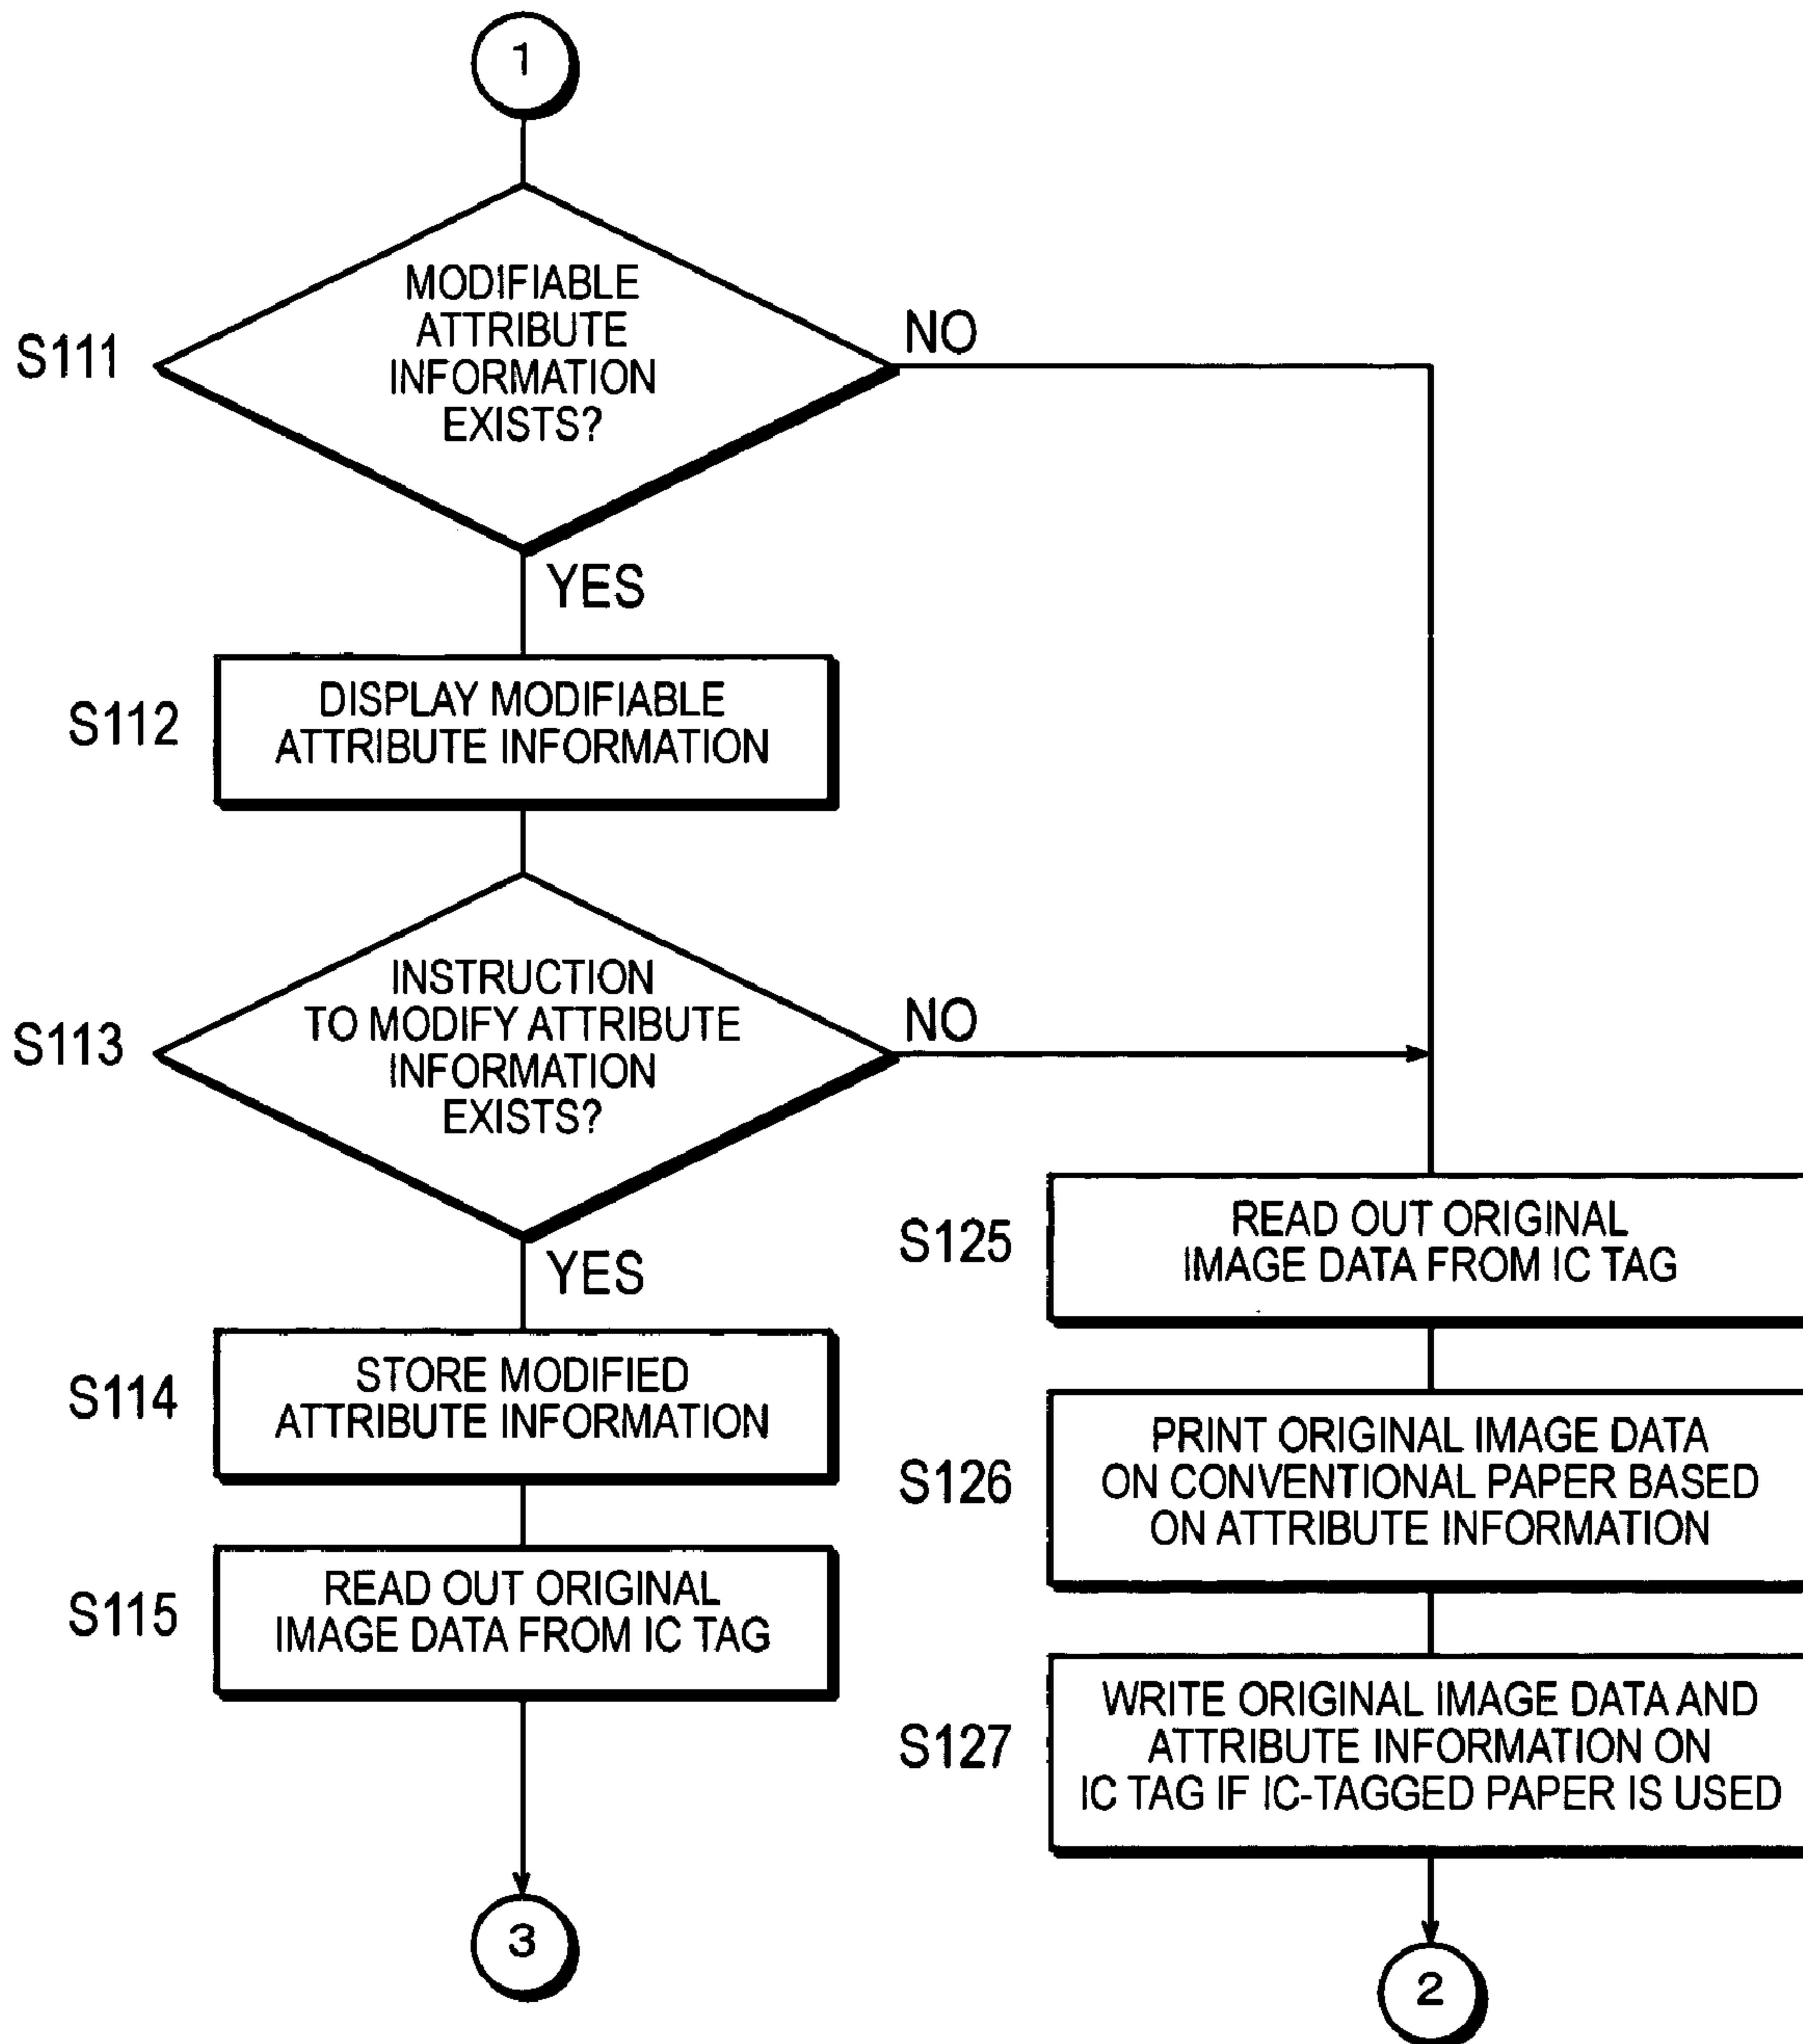 1
S111
MODIFIABLE
ATTRIBUTE
INFORMATION
EXISTS?
NO
YES
S112
DISPLAY MODIFIABLE
ATTRIBUTE INFORMATION
S113
INSTRUCTION
TO MODIFY ATTRIBUTE
INFORMATION
EXISTS?
NO
YES
S114
STORE MODIFIED
ATTRIBUTE INFORMATION
S115
READ OUT ORIGINAL
IMAGE DATA FROM IC TAG
3
S125
READ OUT ORIGINAL
IMAGE DATA FROM IC TAG
S126
PRINT ORIGINAL IMAGE DATA
ON CONVENTIONAL PAPER BASED
ON ATTRIBUTE INFORMATION
S127
WRITE ORIGINAL IMAGE DATA AND
ATTRIBUTE INFORMATION ON
IC TAG IF IC-TAGGED PAPER IS USED
2